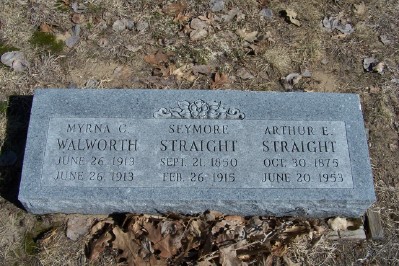 MYRNA C.
WALWORTH
JUNE 26, 1913
JUNE 26, 1913
SEYMORE
STRAIGHT
SEPT. 21, 1850
FEB. 26, 1915
ARTHUR E.
STRAIGHT
OCT. 30, 1875
JUNE 20, 1953